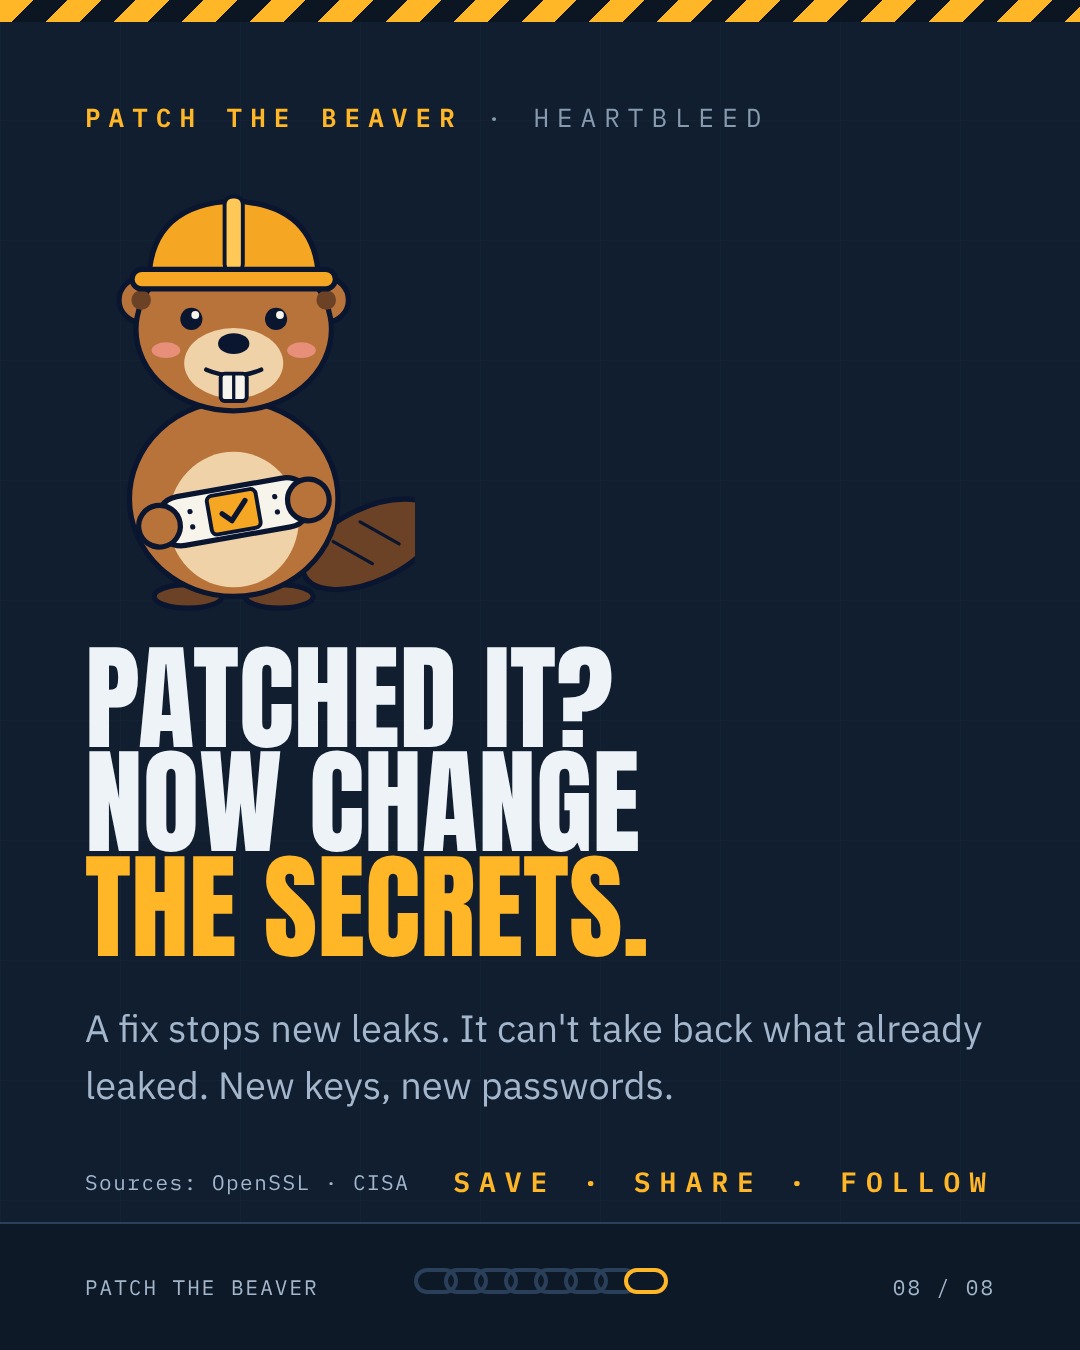 PATCH THE BEAVER · HEARTBLEED
PATCHED IT?
NOW CHANGE
THE SECRETS.
A fix stops new leaks. It can't take back what already
leaked. New keys, new passwords.
Sources: OpenSSL · CISA SAVE · SHARE · FOLLOW
PATCH THE BEAVER 08 / 08